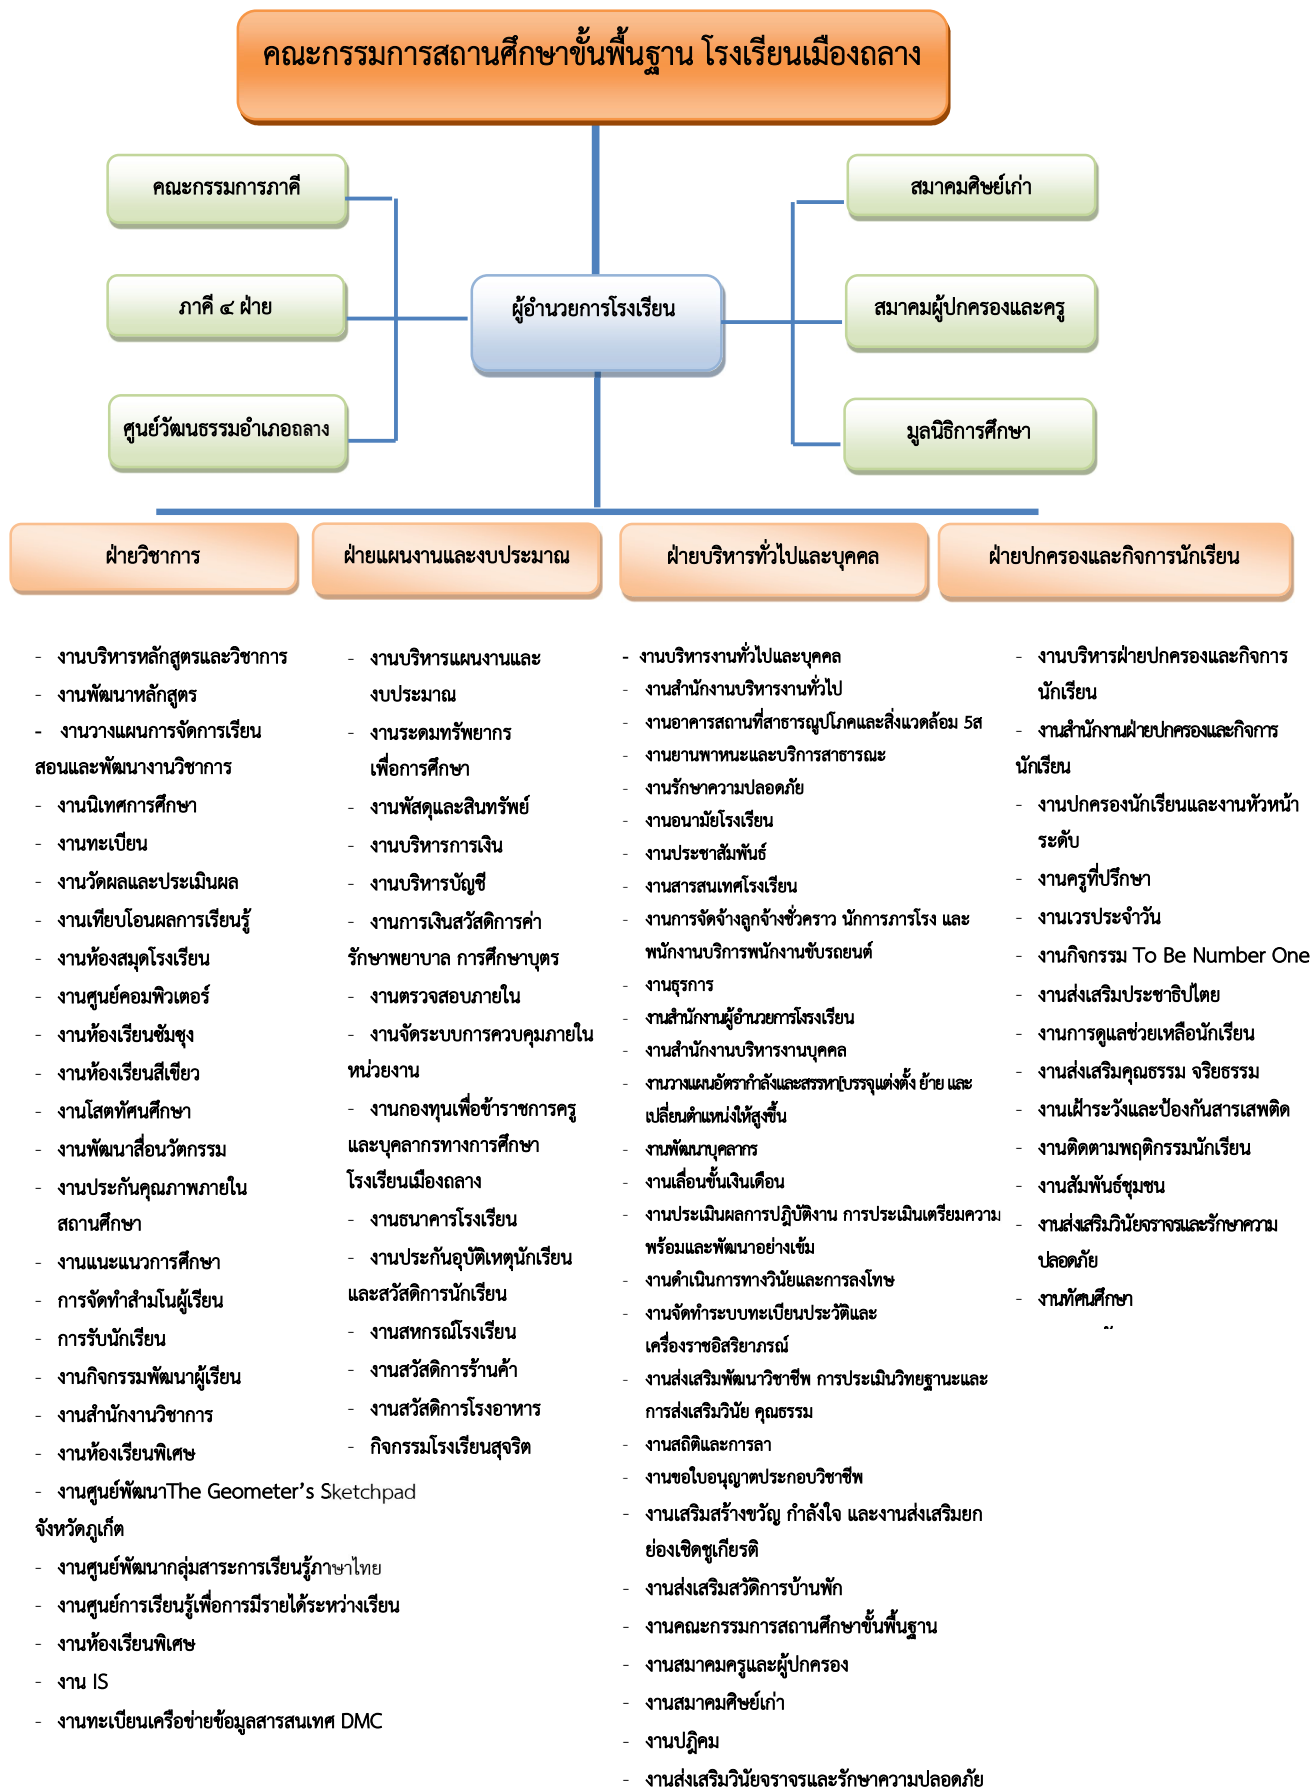 คณะกรรมการสถานศึกษาขั้นพื้นฐาน โรงเรียนเมืองถลาง
คณะกรรมการภาคี
สมาคมศิษย์เก่า
ภาคี ๔ ฝ่าย
ผู้อำนวยการโรงเรียน
สมาคมผู้ปกครองและครู
ศูนย์วัฒนธรรมอำเภอถลาง
มูลนิธิการศึกษา
ฝ่ายวิชาการ
- งานบริหารหลักสูตรและวิชาการ
- งานพัฒนาหลักสูตร
- งานวางแผนการจัดการเรียน
สอนและพัฒนางานวิชาการ
- งานนิเทศการศึกษา
- งานทะเบียน
- งานวัดผลและประเมินผล
- งานเทียบโอนผลการเรียนรู้
- งานห้องสมุดโรงเรียน
- งานศูนย์คอมพิวเตอร์
- งานห้องเรียนซัมซุง
- งานห้องเรียนสีเขียว
- งานโสตทัศนศึกษา
- งานพัฒนาสื่อนวัตกรรม
- งานประกันคุณภาพภายใน
สถานศึกษา
- งานแนะแนวการศึกษา
- การจัดทำสำมโนผู้เรียน
- การรับนักเรียน
- งานกิจกรรมพัฒนาผู้เรียน
- งานสำนักงานวิชาการ
- งานห้องเรียนพิเศษ
- งานศูนย์พัฒนาThe Geometer’s Sketchpad
จังหวัดภูเก็ต
- งานศูนย์พัฒนากลุ่มสาระการเรียนรู้ภาษาไทย
- งานศูนย์การเรียนรู้เพื่อการมีรายได้ระหว่างเรียน
- งานห้องเรียนพิเศษ
- งาน IS
- งานทะเบียนเครือข่ายข้อมูลสารสนเทศ DMC
ฝ่ายแผนงานและงบประมาณ
- งานบริหารแผนงานและ
งบประมาณ
- งานระดมทรัพยากร
เพื่อการศึกษา
- งานพัสดุและสินทรัพย์
- งานบริหารการเงิน
- งานบริหารบัญชี
- งานการเงินสวัสดิการค่า
รักษาพยาบาล การศึกษาบุตร
- งานตรวจสอบภายใน
- งานจัดระบบการควบคุมภายใน
หน่วยงาน
- งานกองทุนเพื่อข้าราชการครู
และบุคลากรทางการศึกษา
โรงเรียนเมืองถลาง
- งานธนาคารโรงเรียน
- งานประกันอุบัติเหตุนักเรียน
และสวัสดิการนักเรียน
- งานสหกรณ์โรงเรียน
- งานสวัสดิการร้านค้า
- งานสวัสดิการโรงอาหาร
- กิจกรรมโรงเรียนสุจริต
ฝ่ายบริหารทั่วไปและบุคคล
- งานบริหารงานทั่วไปและบุคคล
- งานสำนักงานบริหารงานทั่วไป
- งานอาคารสถานที่สาธารณูปโภคและสิ่งแวดล้อม 5ส
- งานยานพาหนะและบริการสาธารณะ
- งานรักษาความปลอดภัย
- งานอนามัยโรงเรียน
- งานประชาสัมพันธ์
- งานสารสนเทศโรงเรียน
- งานการจัดจ้างลูกจ้างชั่วคราว นักการภารโรง และ
พนักงานบริการพนักงานขับรถยนต์
- งานธุรการ
- งานสำนักงานผู้อำนวยการโรงเรียน
- งานสำนักงานบริหารงานบุคคล
- งานวางแผนอัตรากำลังและสรรหา[บรรจุแต่งตั้ง ย้าย และ
เปลี่ยนตำแหน่งให้สูงขึ้น
- งานพัฒนาบุคลากร
- งานเลื่อนขั้นเงินเดือน
- งานประเมินผลการปฎิบัติงาน การประเมินเตรียมความ
พร้อมและพัฒนาอย่างเข้ม
- งานดำเนินการทางวินัยและการลงโทษ
- งานจัดทำระบบทะเบียนประวัติและ
เครื่องราชอิสริยาภรณ์
- งานส่งเสริมพัฒนาวิชาชีพ การประเมินวิทยฐานะและ
การส่งเสริมวินัย คุณธรรม
- งานสถิติและการลา
- งานขอใบอนุญาตประกอบวิชาชีพ
- งานเสริมสร้างขวัญ กำลังใจ และงานส่งเสริมยก
ย่องเชิดชูเกียรติ
- งานส่งเสริมสวัดิการบ้านพัก
- งานคณะกรรมการสถานศึกษาขั้นพื้นฐาน
- งานสมาคมครูและผู้ปกครอง
- งานสมาคมศิษย์เก่า
- งานปฎิคม
- งานส่งเสริมวินัยจราจรและรักษาความปลอดภัย
ฝ่ายปกครองและกิจการนักเรียน
- งานบริหารฝ่ายปกครองและกิจการ
นักเรียน
- งานสำนักงานฝ่ายปกครองและกิจการ
นักเรียน
- งานปกครองนักเรียนและงานหัวหน้า
ระดับ
- งานครูที่ปรึกษา
- งานเวรประจำวัน
- งานกิจกรรม To Be Number One
- งานส่งเสริมประชาธิปไตย
- งานการดูแลช่วยเหลือนักเรียน
- งานส่งเสริมคุณธรรม จริยธรรม
- งานเฝ้าระวังและป้องกันสารเสพติด
- งานติดตามพฤติกรรมนักเรียน
- งานสัมพันธ์ชุมชน
- งานส่งเสริมวินัยจราจรและรักษาความ
ปลอดภัย
- งานทัศนศึกษา